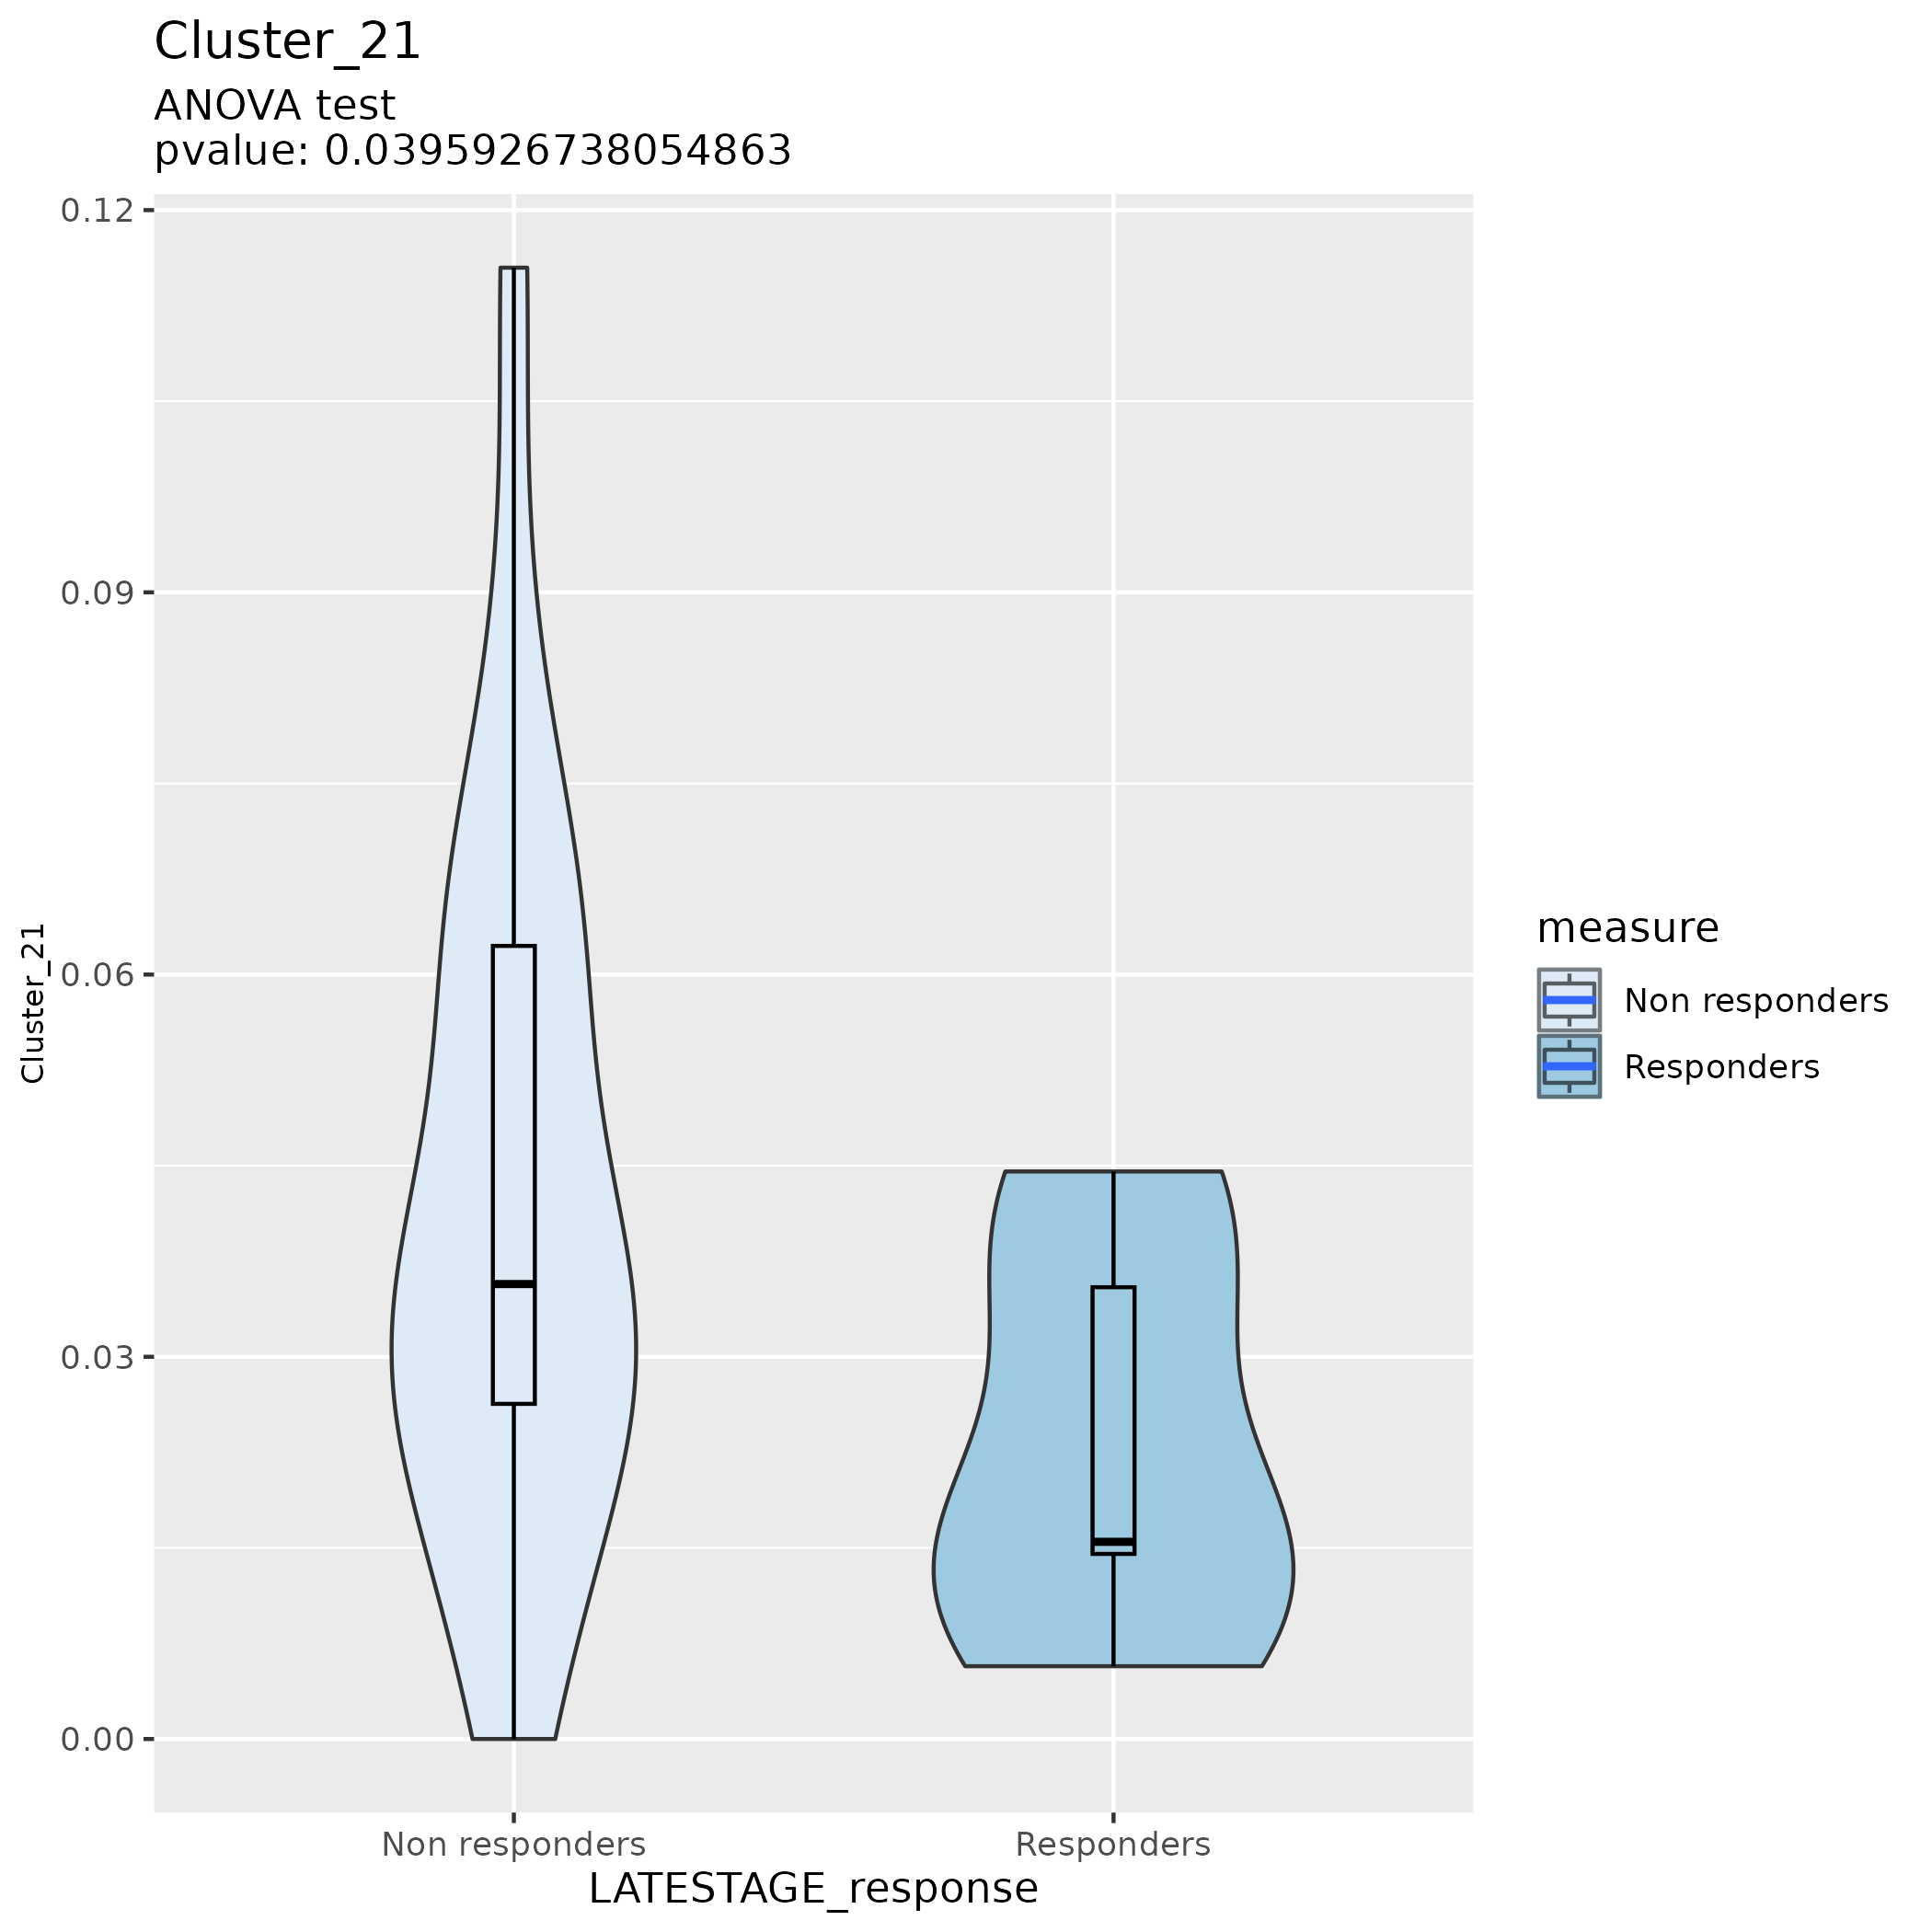 Cluster_21
ANOVA test
pvalue: 0.0395926738054863
0.12
0.09
0.06
0.03
0.00
Cluster_21
Non responders
Responders
LATESTAGE_response
measure
Non responders
Responders